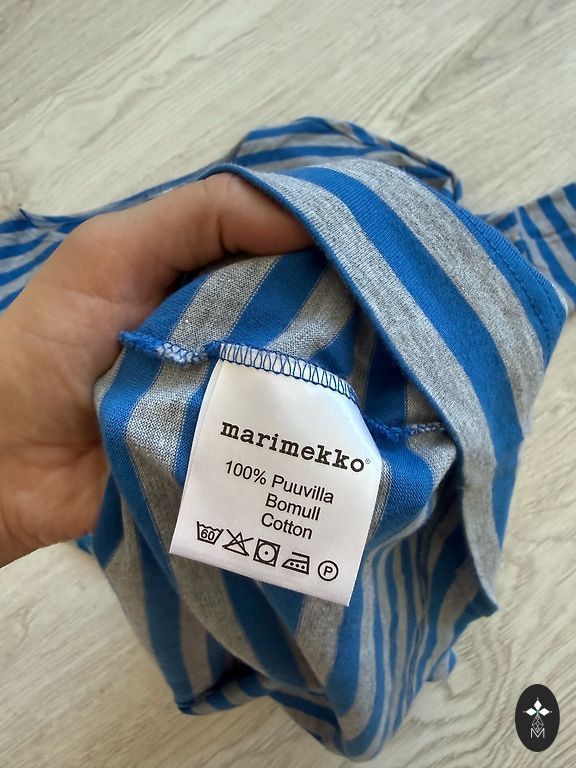 marimekko®
100% Puuvilla
Bomull
Cotton
60
P
M